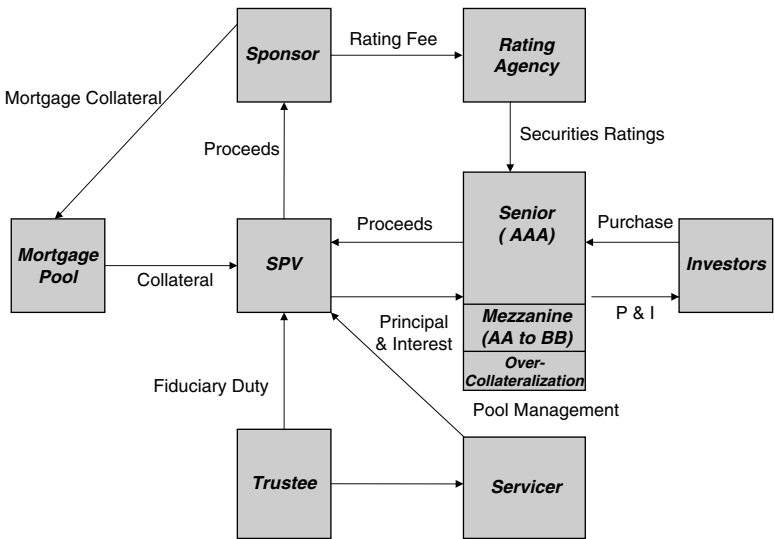 Sponsor
Rating Fee
Rating
Agency
Mortgage Collateral
Securities Ratings
Proceeds
Senior
( AAA)
Proceeds
Purchase
Mortgage
Pool
Collateral
SPV
Investors
Principal
& Interest
Mezzanine
(AA to BB)
P & I
Over-
Collateralization
Fiduciary Duty
Pool Management
Trustee
Servicer